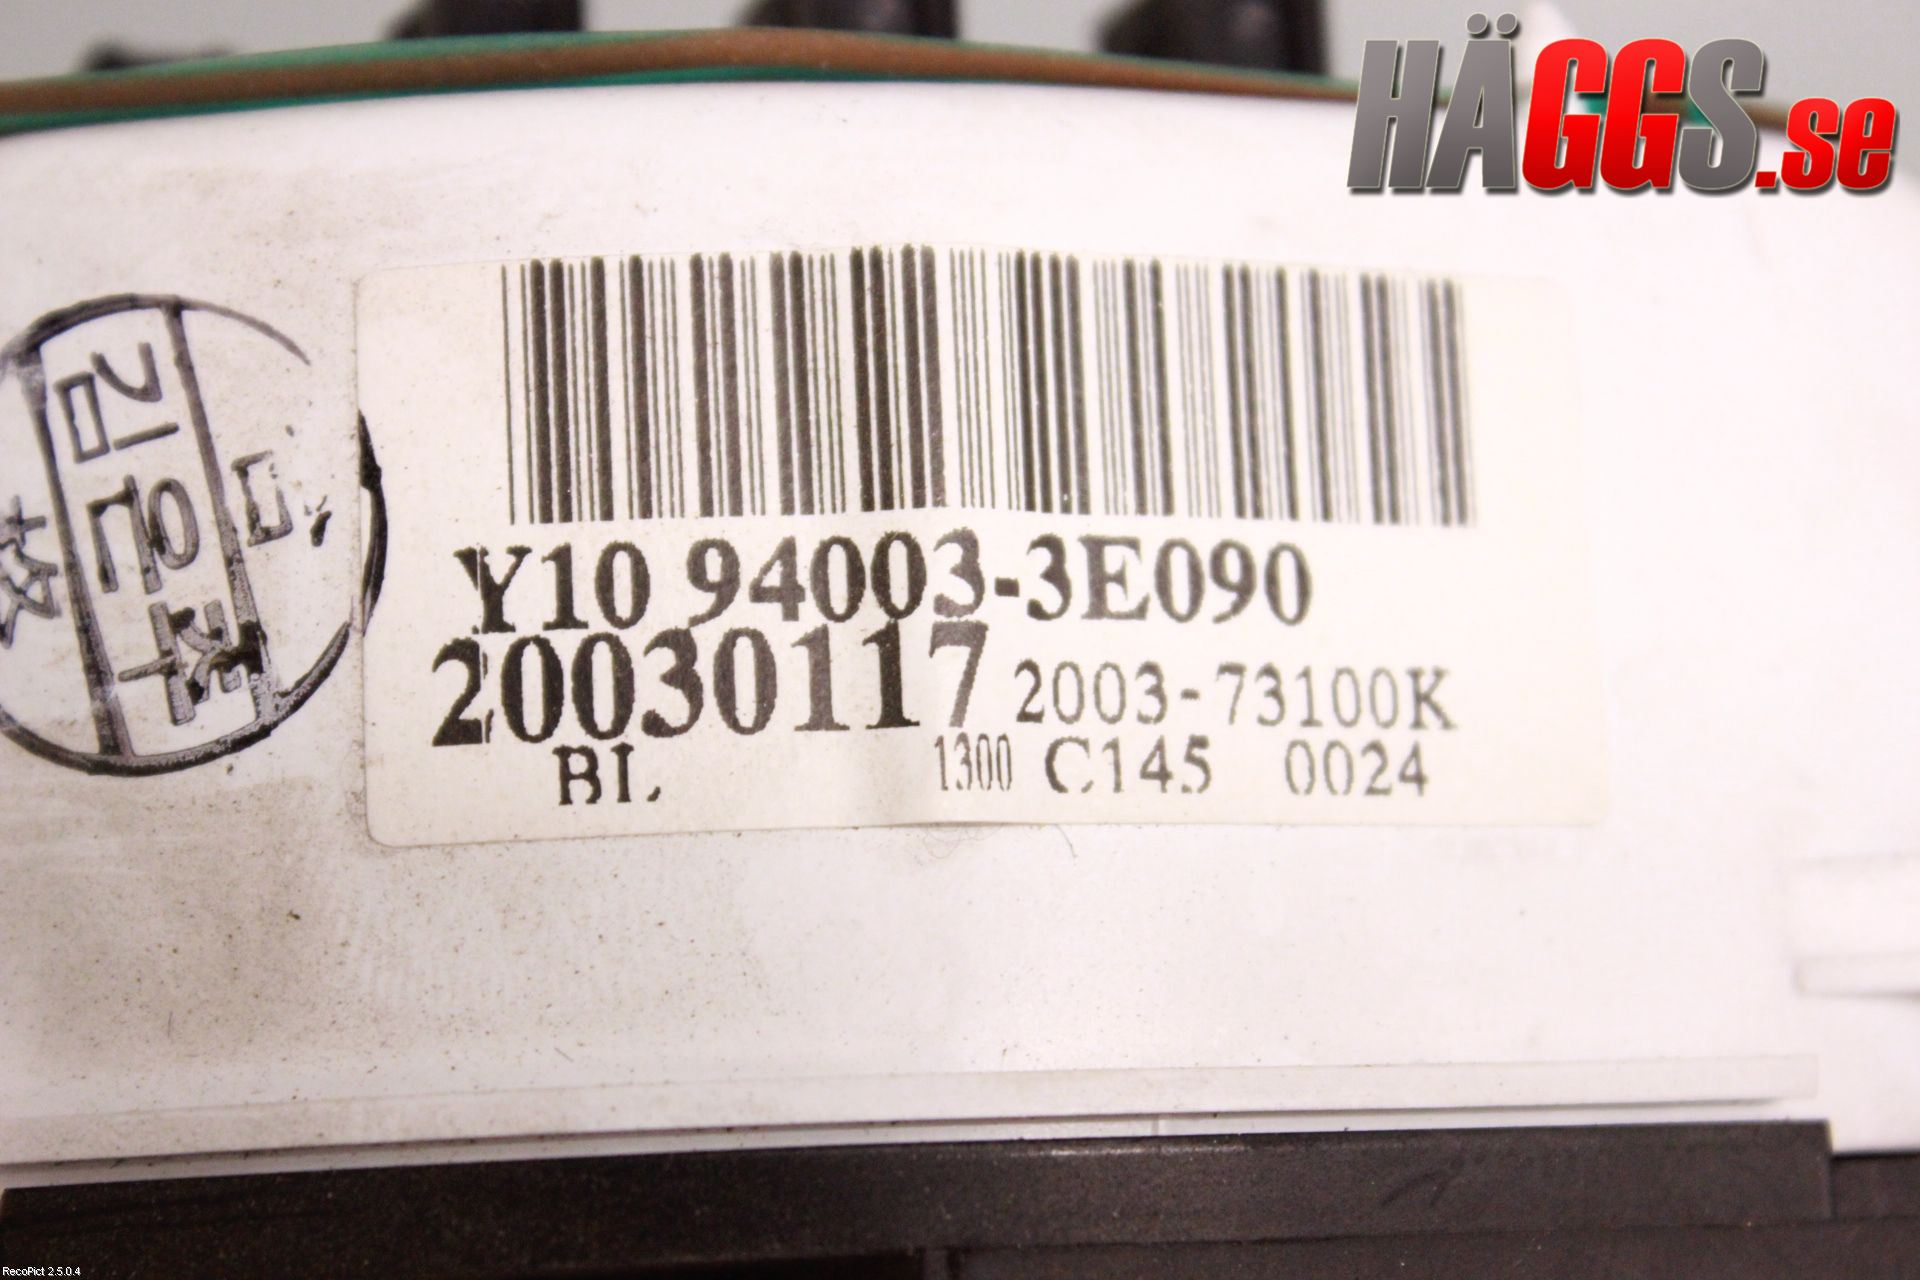 HÄGGS.se
Y10 94003-3E090
20030117 2003-73100K
BL 1300 C145 0024
RecoPict 2.5.0.4